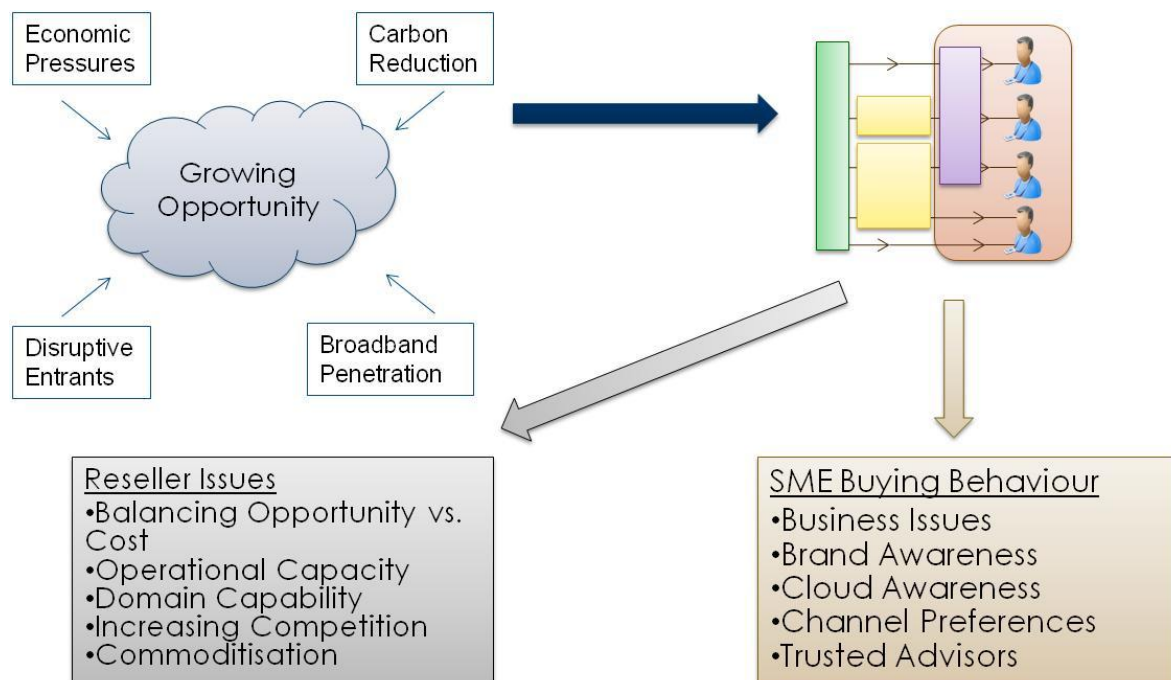 Economic
Pressures
Carbon
Reduction
Growing
Opportunity
Disruptive
Entrants
Broadband
Penetration
Reseller Issues
•Balancing Opportunity vs.
Cost
•Operational Capacity
•Domain Capability
•Increasing Competition
•Commoditisation
SME Buying Behaviour
•Business Issues
•Brand Awareness
•Cloud Awareness
•Channel Preferences
•Trusted Advisors